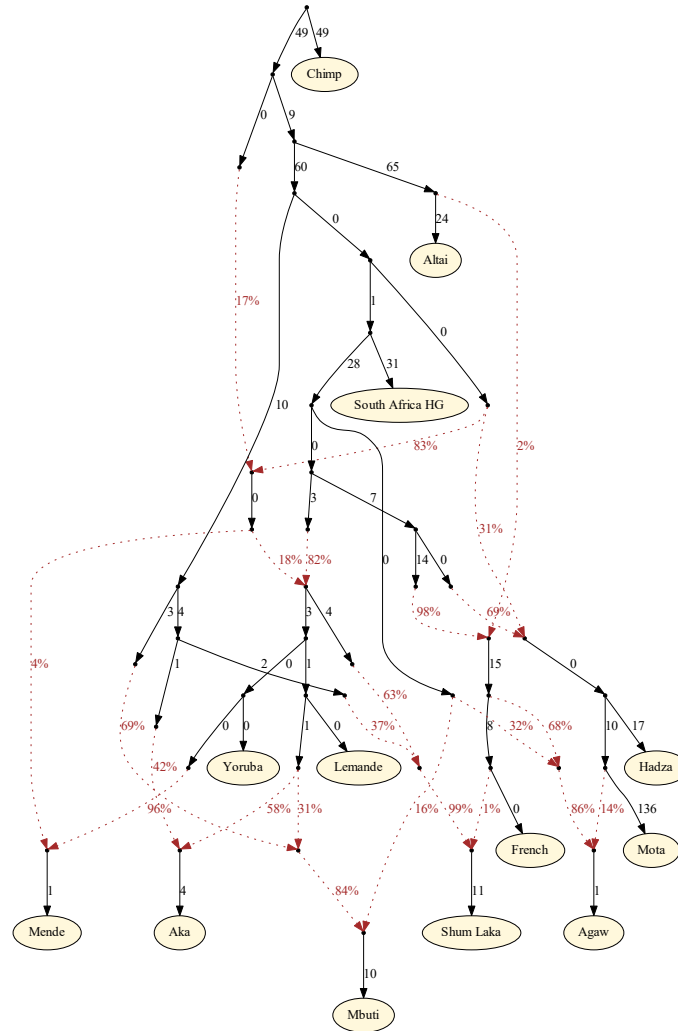 49 49
Chimp
0 9
60 65
0 24
Altai
17% 1 0
28 31
10 South Africa HG
0 83% 2%
0 3 7 31%
18% 82% 0 14 0
98% 69%
3 4 3 4
4% 1 2 0 1 15 0
69% 63% 32% 68%
37%
42% 0 0 1 0 8 10 17
Yoruba Lemande Hadza
96% 58% 31% 16% 99% 1% 86% 14% 136
0
French Mota
84%
1 4 11 1
Mende Aka Shum Laka Agaw
10
Mbuti